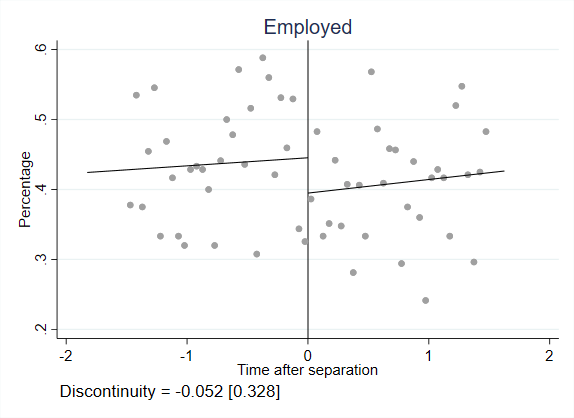 Employed
Percentage
.6
.5
.4
.3
.2
-2 -1 0 1 2
Time after separation
Discontinuity = -0.052 [0.328]